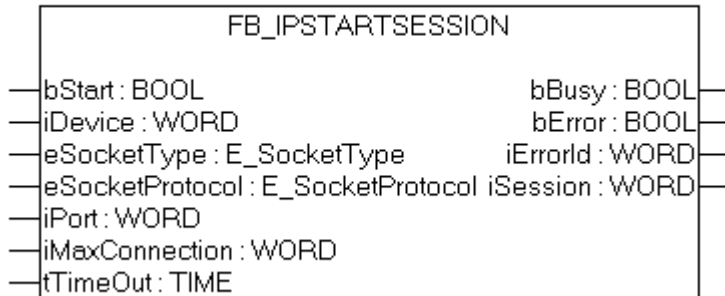 FB_IPSTARTSESSION
bStart : BOOL bBusy : BOOL
iDevice : WORD bError : BOOL
eSocketType : E_SocketType iErrorId : WORD
eSocketProtocol : E_SocketProtocol iSession : WORD
iPort : WORD
iMaxConnection : WORD
tTimeOut : TIME